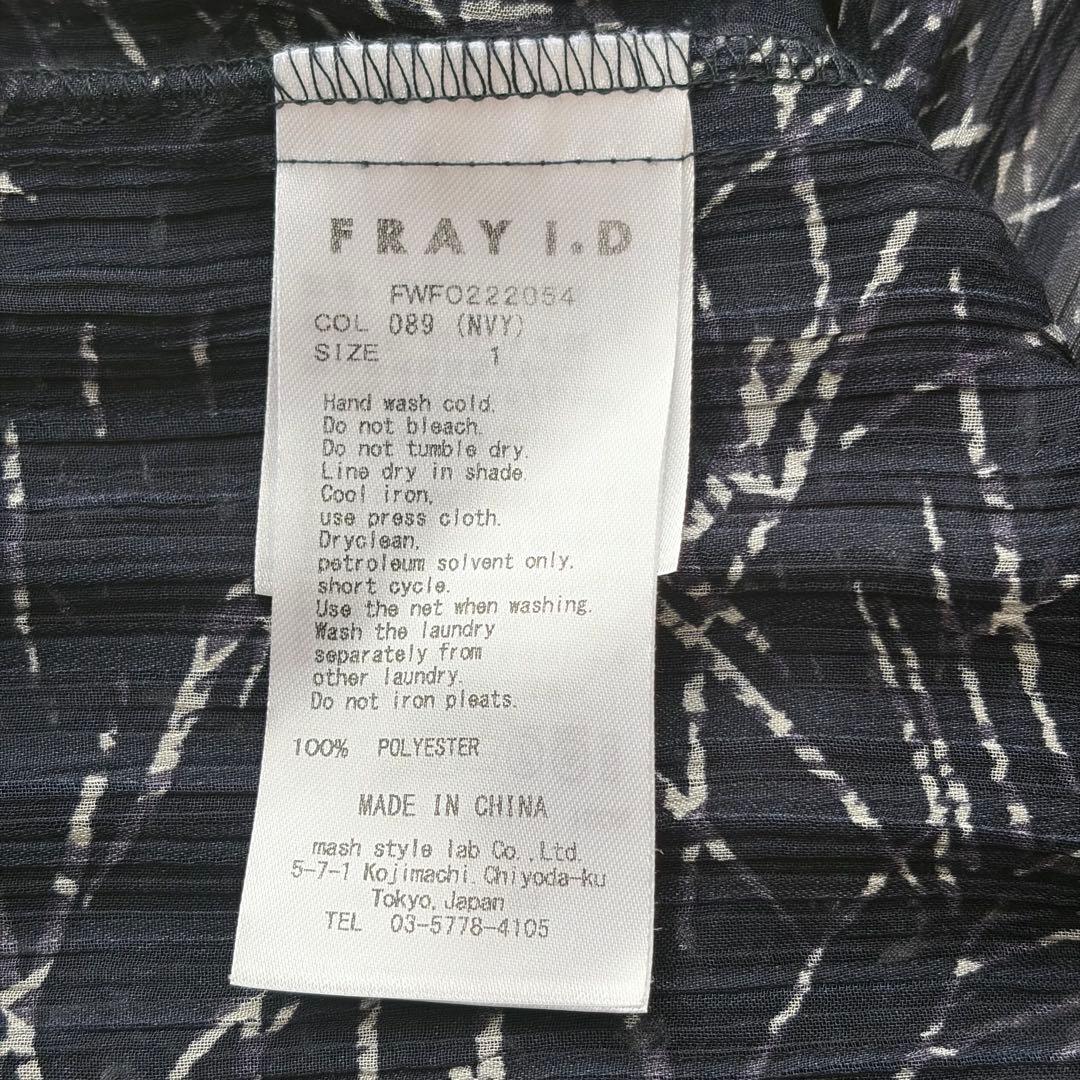 FRAY I.D
FWFO222054
COL 089 (NVY)
SIZE 1
Hand wash cold.
Do not bleach.
Do not tumble dry.
Line dry in shade.
Cool iron,
use press cloth.
Dryclean,
petroleum solvent only.
short cycle.
Use the net when washing.
Wash the laundry
separately from
other laundry.
Do not iron pleats.
100% POLYESTER
MADE IN CHINA
mash style lab Co.,Ltd.
5-7-1 Kojimachi. Chiyoda-ku
Tokyo, Japan
TEL 03-5778-4105